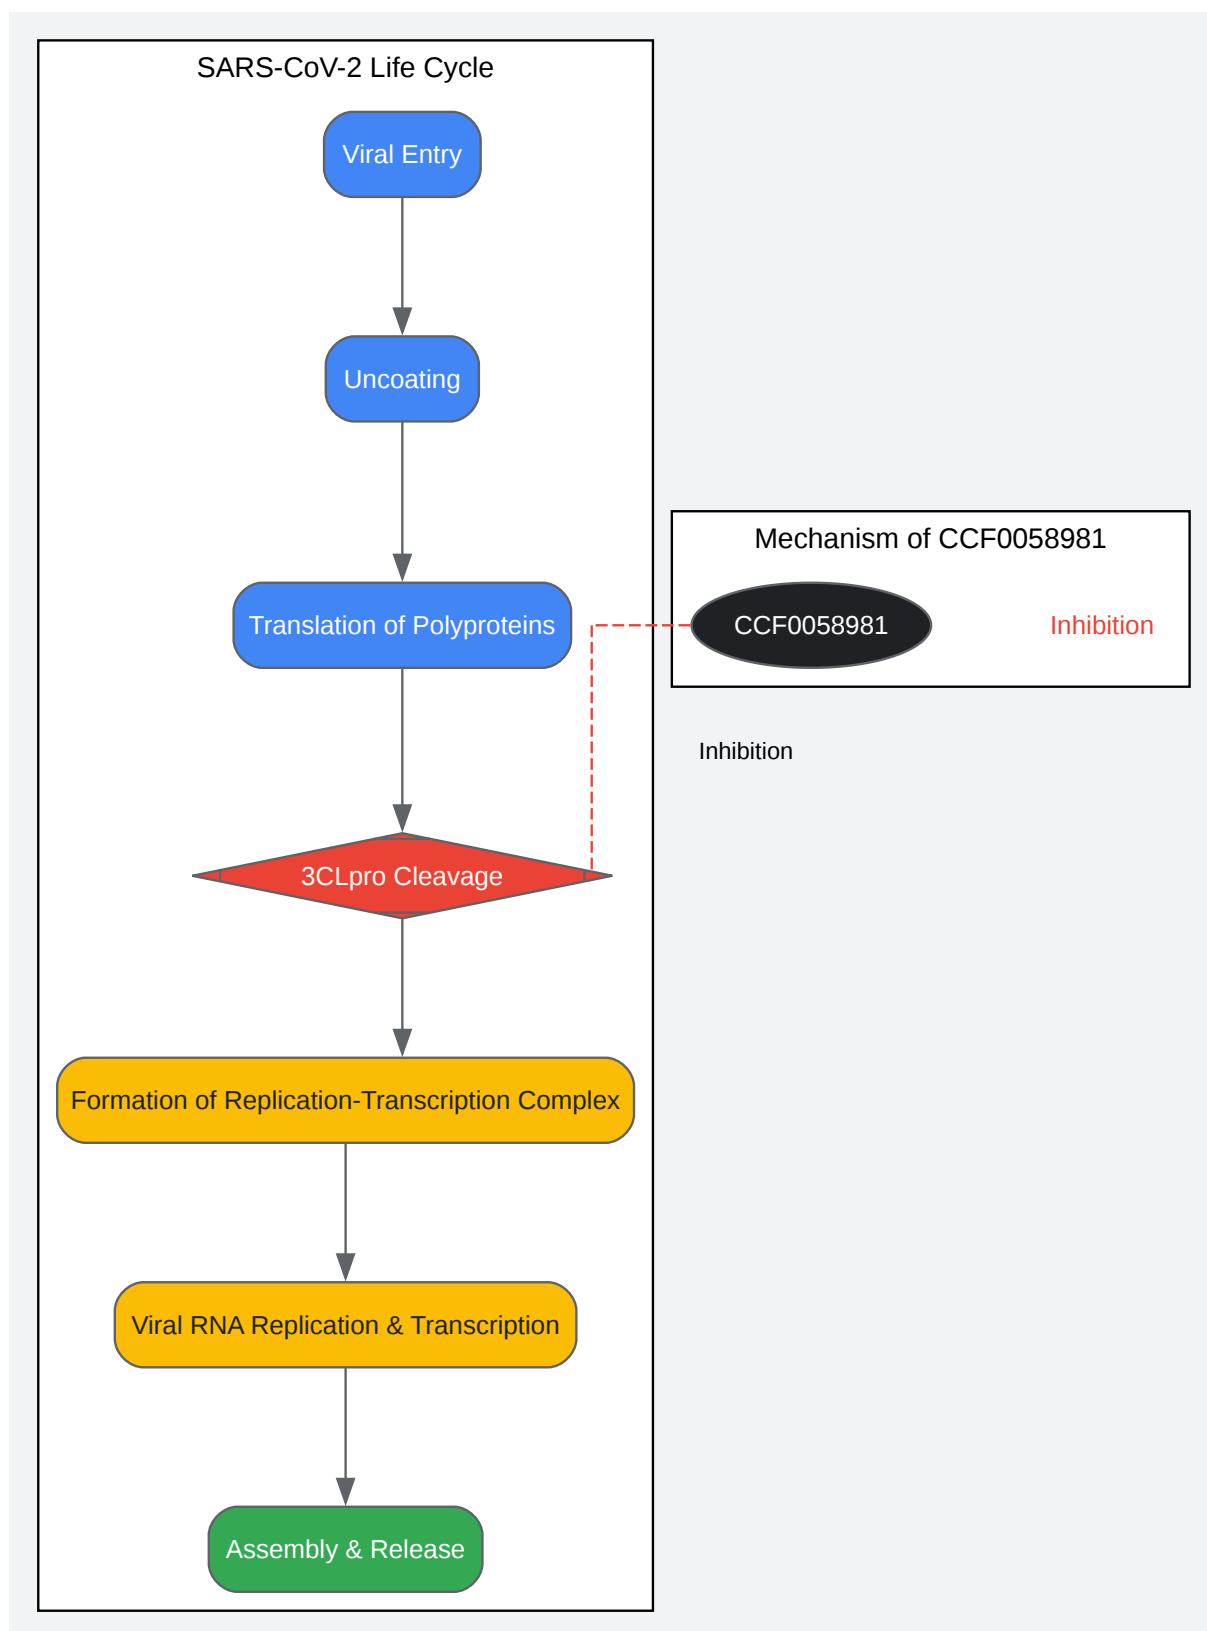 SARS-CoV-2 Life Cycle
Viral Entry
Uncoating
Translation of Polyproteins
3CLpro Cleavage
Formation of Replication-Transcription Complex
Viral RNA Replication & Transcription
Assembly & Release
Mechanism of CCF0058981
CCF0058981
Inhibition
Inhibition